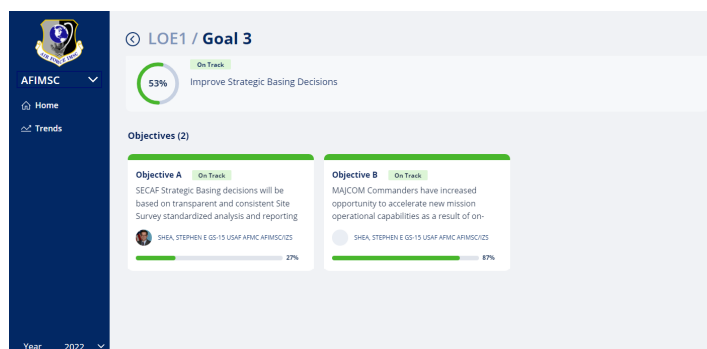 AIR FORCE IMSC
AFIMSC
Home
Trends
Year 2022
LOE1 / Goal 3
53%
On Track
Improve Strategic Basing Decisions
Objectives (2)
Objective A On Track
SECAF Strategic Basing decisions will be
based on transparent and consistent Site
Survey standardized analysis and reporting
SHEA, STEPHEN E GS-15 USAF AFMC AFIMSC/IZS
27%
Objective B On Track
MAJCOM Commanders have increased
opportunity to accelerate new mission
operational capabilities as a result of on-
SHEA, STEPHEN E GS-15 USAF AFMC AFIMSC/IZS
87%